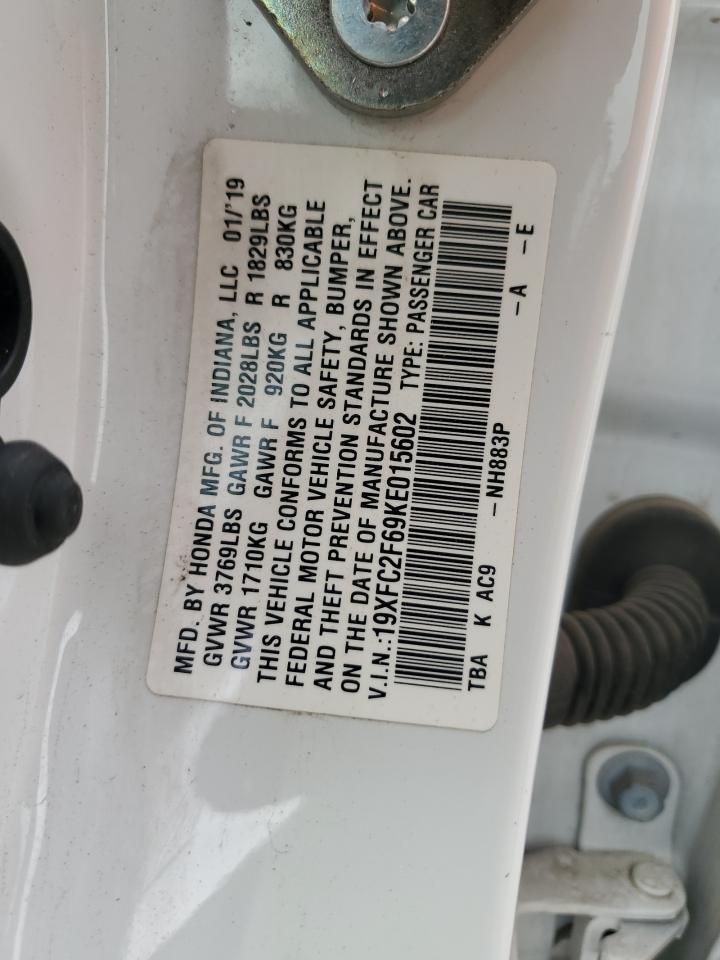 MFD. BY HONDA MFG. OF INDIANA, LLC 01/'19
GVWR 3769LBS GAWR F 2028LBS R 1829LBS
GVWR 1710KG GAWR F 920KG R 830KG
THIS VEHICLE CONFORMS TO ALL APPLICABLE
FEDERAL MOTOR VEHICLE SAFETY, BUMPER,
AND THEFT PREVENTION STANDARDS IN EFFECT
ON THE DATE OF MANUFACTURE SHOWN ABOVE.
V.I.N.:19XFC2F69KE015602 TYPE: PASSENGER CAR
TBA K AC9 -NH883P -A -E